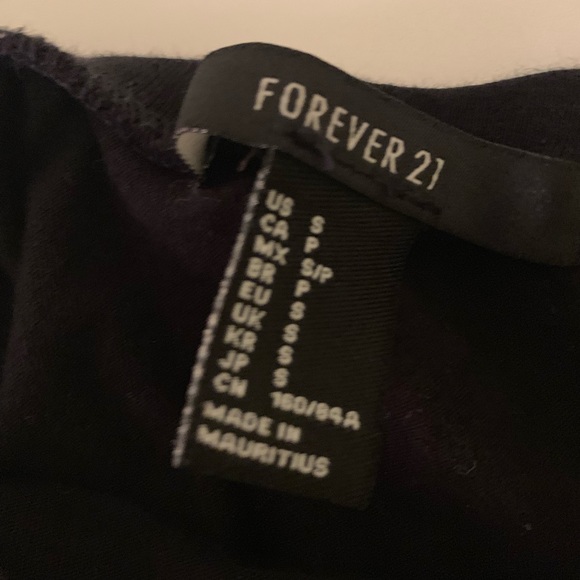 FOREVER 21
US S
CA P
MX S/P
BR P
EU S
UK S
KR S
JP S
CN 160/84A
MADE IN
MAURITIUS